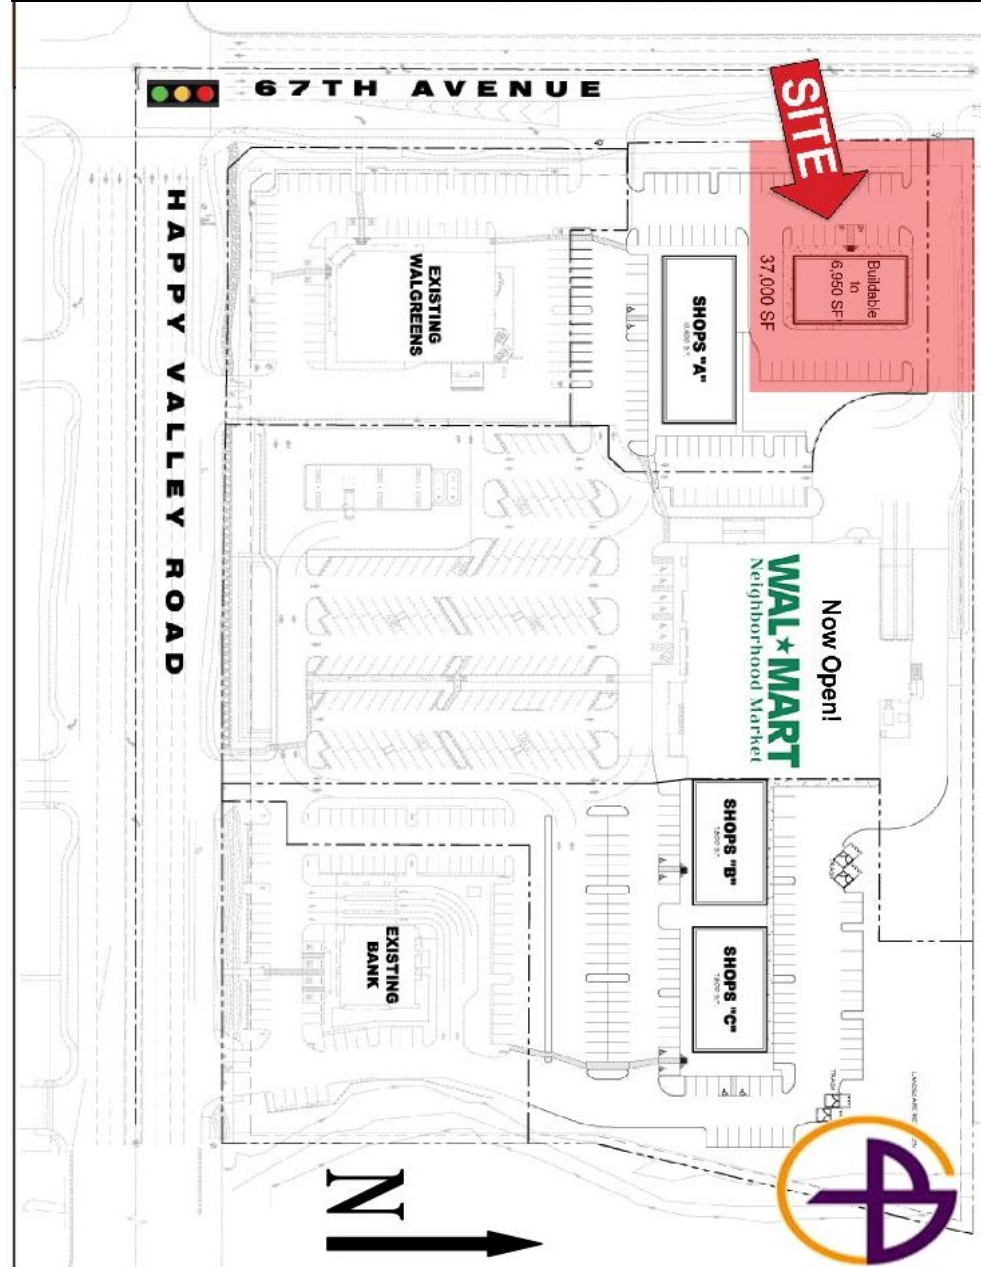 67TH AVENUE
SITE
HAPPY VALLEY ROAD
EXISTING
WALGREENS
SHOPS "A"
Buildable
to
6,950 SF
37,000 SF
Now Open!
WAL★MART
Neighborhood Market
SHOPS "B"
SHOPS "C"
EXISTING
BANK
TRASH
TRASH
N